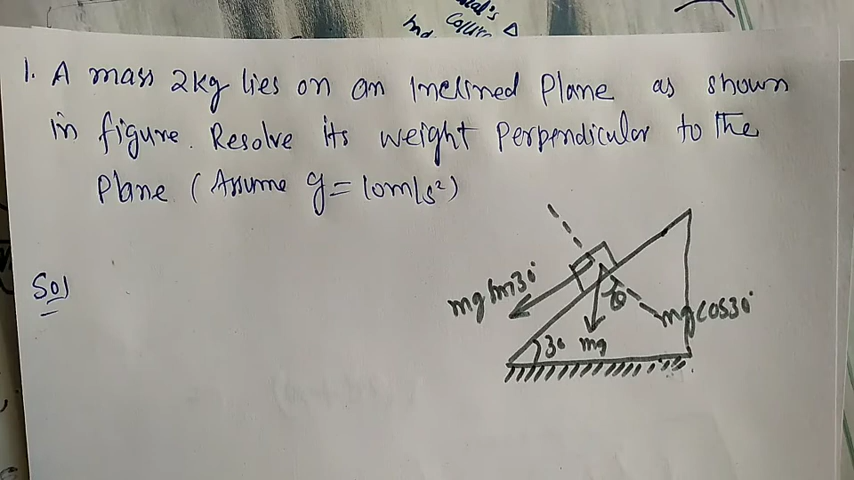 1. A mass 2kg lies on an Inclined Plane as shown
in figure. Resolve its weight Perpendicular to the
Plane (Assume g = 10m/s²)
Sol
mg sin30°
θ
mg cos30°
30
mg